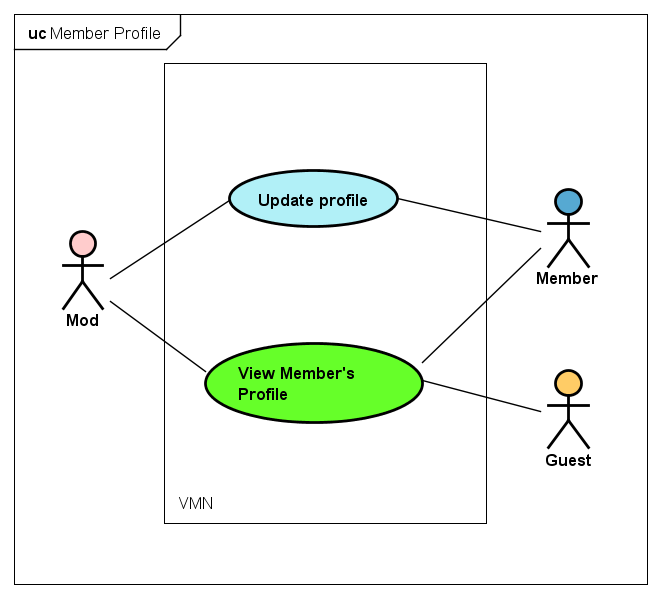 uc Member Profile
Update profile
Member
Mod
View Member's
Profile
Guest
VMN